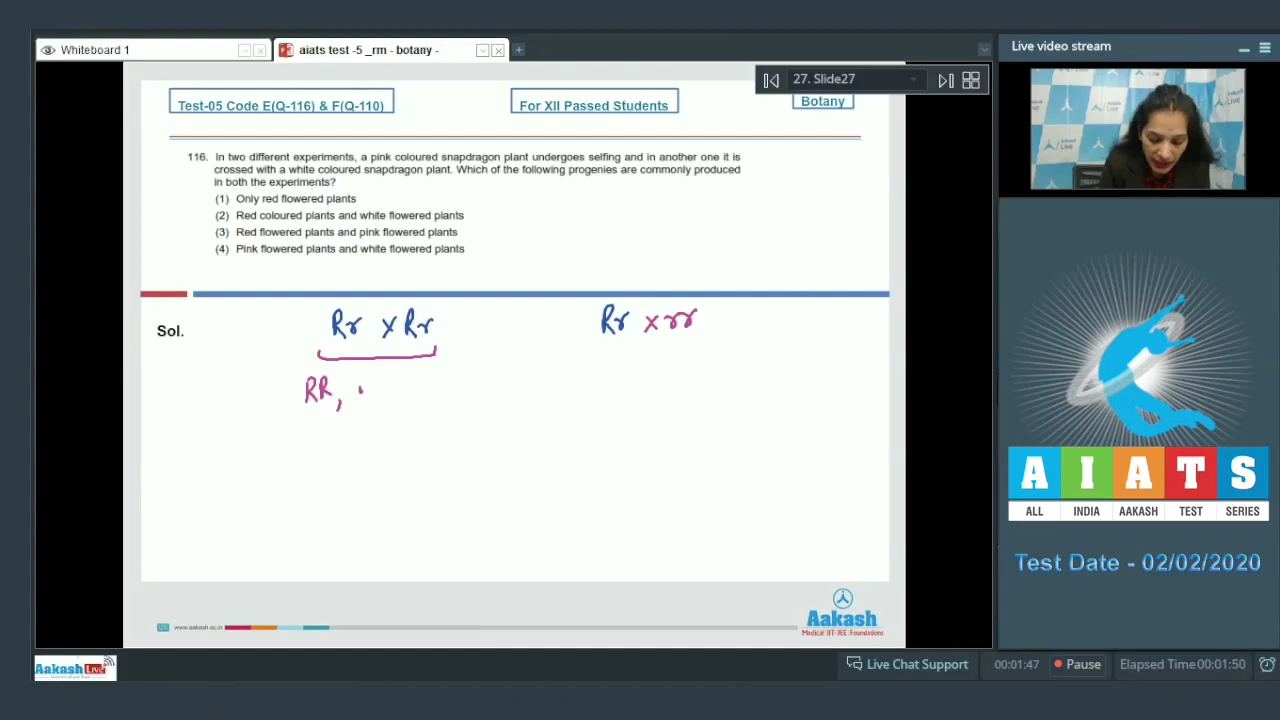 Whiteboard 1
aiats test -5 _rm - botany -
Live video stream
27. Slide27
Test-05 Code E(Q-116) & F(Q-110)
For XII Passed Students
Botany
116. In two different experiments, a pink coloured snapdragon plant undergoes selfing and in another one it is
crossed with a white coloured snapdragon plant. Which of the following progenies are commonly produced
in both the experiments?
(1) Only red flowered plants
(2) Red coloured plants and white flowered plants
(3) Red flowered plants and pink flowered plants
(4) Pink flowered plants and white flowered plants
Sol.
Rr x Rr
Rr x rr
RR,
A I A T S
ALL INDIA AAKASH TEST SERIES
Test Date - 02/02/2020
www.aakash.ac.in
Aakash
Medical|IIT-JEE|Foundations
Aakash Live
Live Chat Support
00:01:47
Pause
Elapsed Time 00:01:50